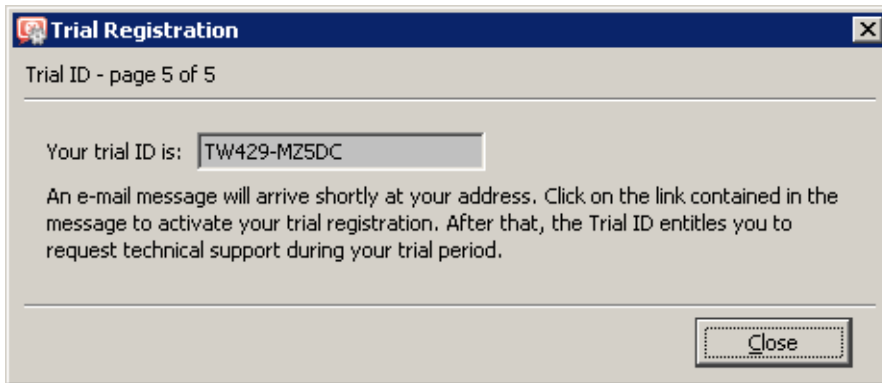 Trial Registration
Trial ID - page 5 of 5
Your trial ID is: TW429-MZ5DC
An e-mail message will arrive shortly at your address. Click on the link contained in the
message to activate your trial registration. After that, the Trial ID entitles you to
request technical support during your trial period.
Close